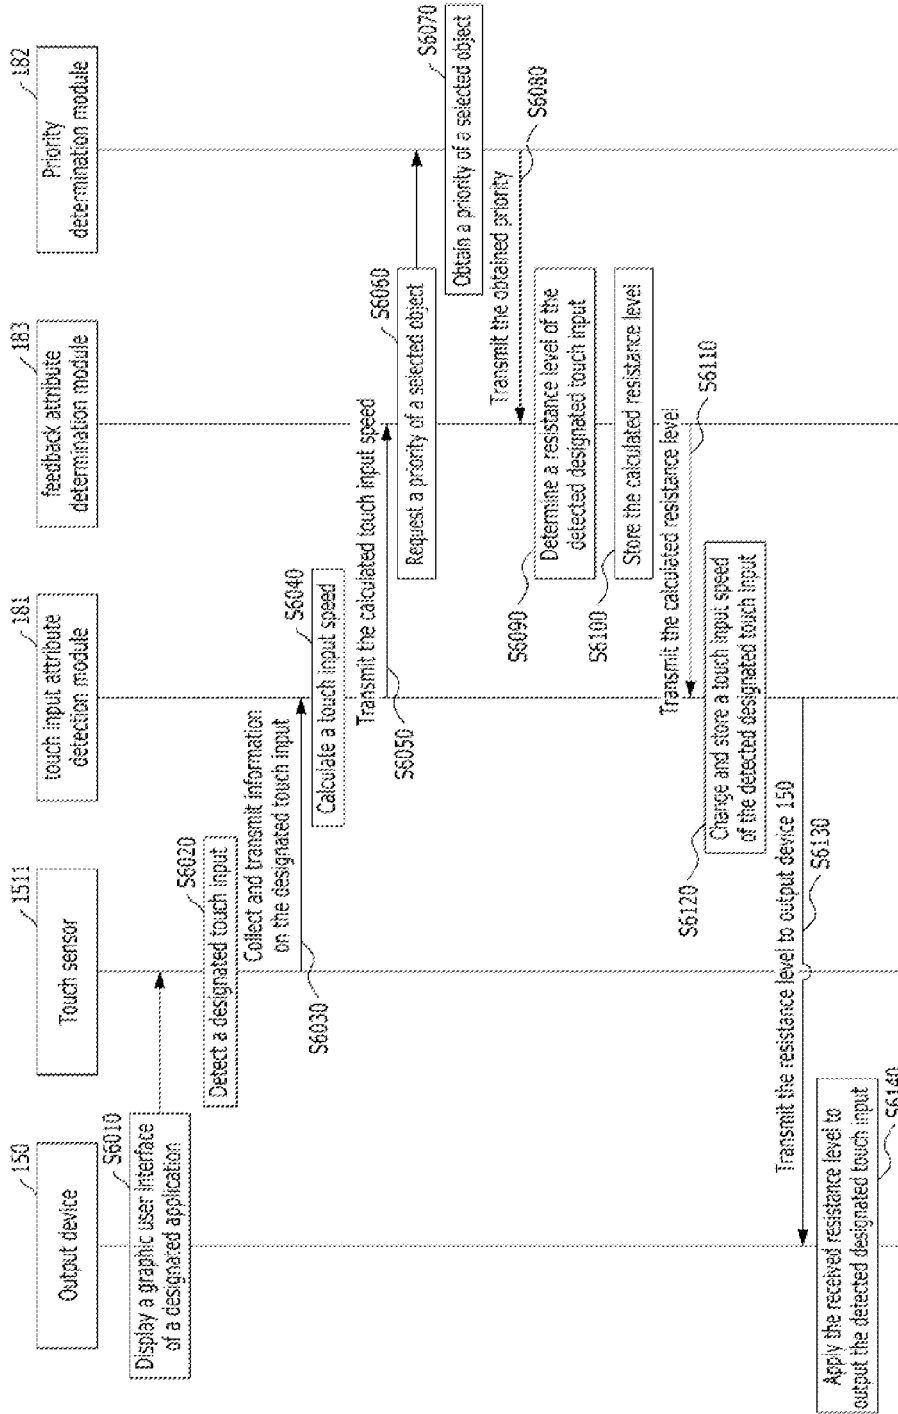 150
Output device
1511
Touch sensor
181
touch input attribute
detection module
183
feedback attribute
determination module
182
Priority
determination module
S6010
Display a graphic user interface
of a designated application
S6020
Detect a designated touch input
Collect and transmit information
on the designated touch input
S6030
S6040
Calculate a touch input speed
Transmit the calculated touch input speed
S6050
S6060
Request a priority of a selected object
S6070
Obtain a priority of a selected object
Transmit the obtained priority
S6080
Determine a resistance level of the
detected designated touch input
S6090
Store the calculated resistance level
S6100
Transmit the calculated resistance level
S6110
Change and store a touch input speed
of the detected designated touch input
S6120
Transmit the resistance level to output device 150
S6130
Apply the received resistance level to
output the detected designated touch input
S6140